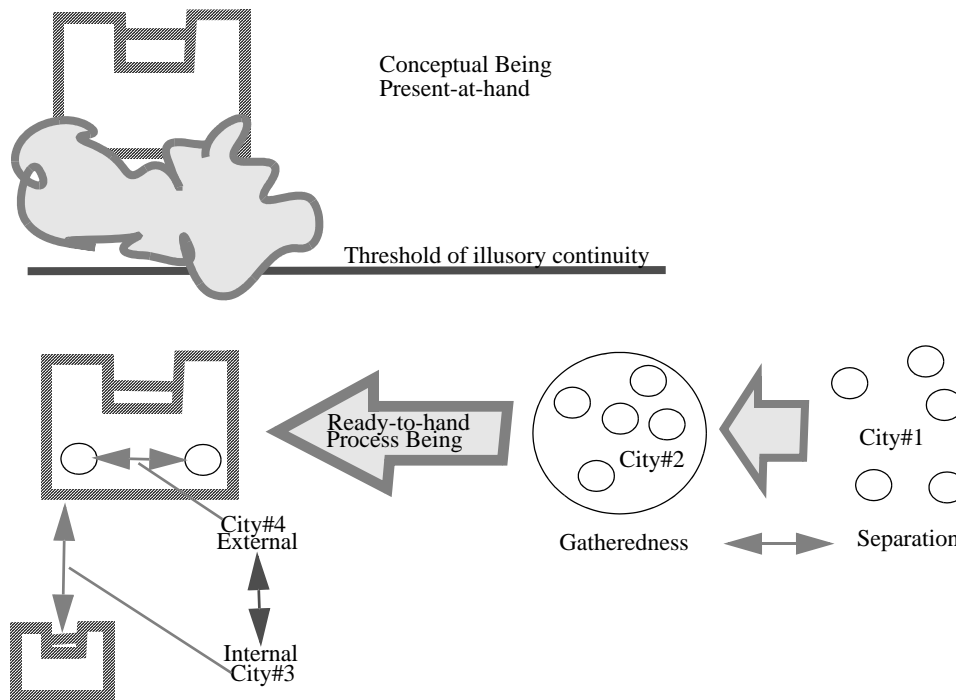 Conceptual Being
Present-at-hand
Threshold of illusory continuity
Ready-to-hand
Process Being
City#2
City#1
City#4
External
Gatheredness
Separation
Internal
City#3